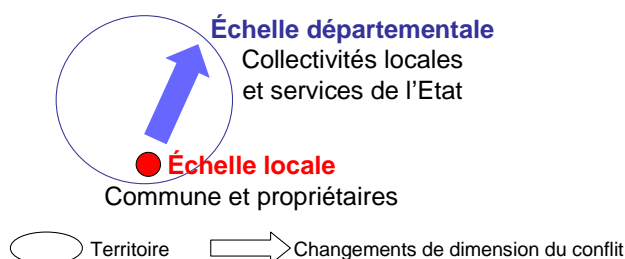 Échelle départementale
Collectivités locales
et services de l'Etat
Échelle locale
Commune et propriétaires
Territoire
Changements de dimension du conflit